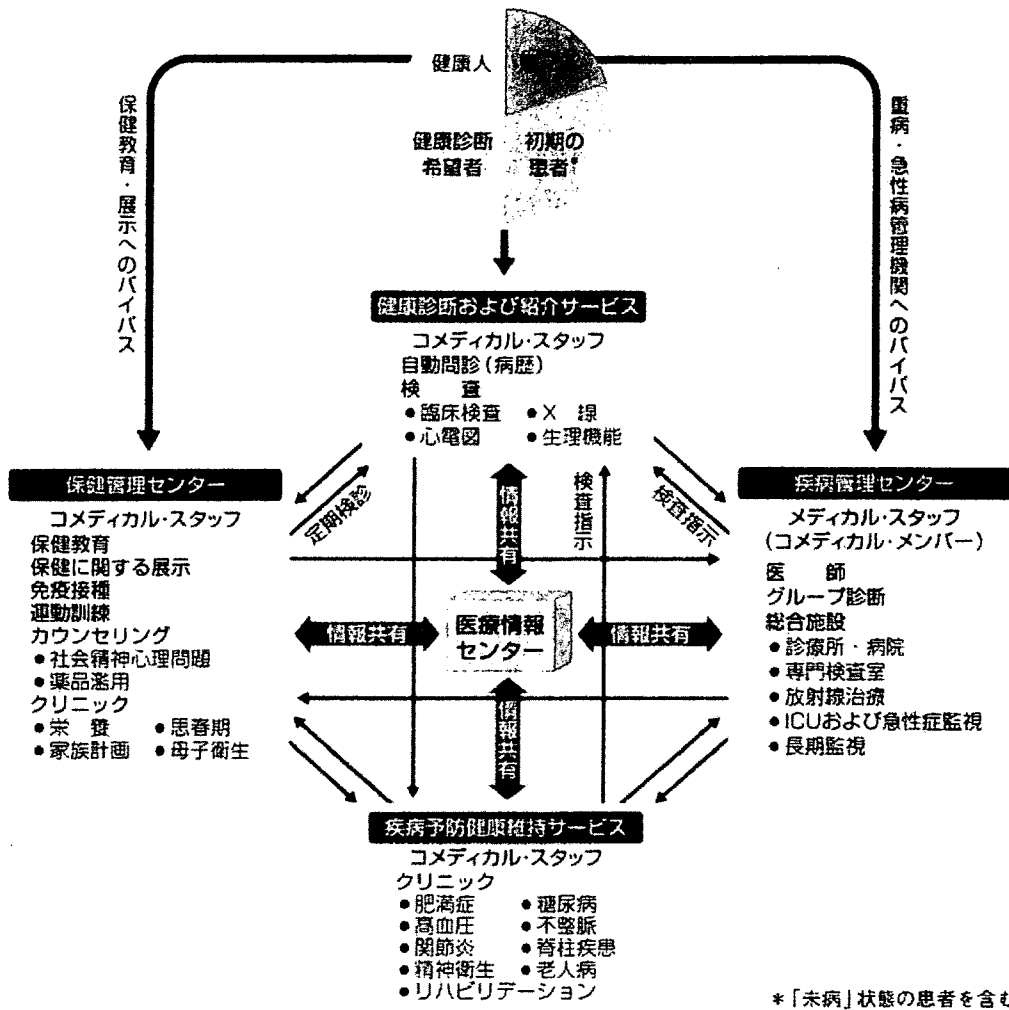 健康人
健康診断
希望者
初期の
患者*
保健教育・展示へのバイパス
重病・急性病管理機関へのバイパス
健康診断および紹介サービス
コメディカル・スタッフ
自動問診(病歴)
検 査
●臨床検査 ●X 線
●心電図 ●生理機能
保健管理センター
コメディカル・スタッフ
保健教育
保健に関する展示
免疫接種
運動訓練
カウンセリング
●社会精神心理問題
●薬品濫用
クリニック
●栄 養 ●思春期
●家族計画 ●母子衛生
定期検診
情報共有
検査指示
検査指示
疾病管理センター
メディカル・スタッフ
(コメディカル・メンバー)
医 師
グループ診断
総合施設
●診療所・病院
●専門検査室
●放射線治療
●ICUおよび急性症監視
●長期監視
情報共有
医療情報
センター
情報共有
情報共有
疾病予防健康維持サービス
コメディカル・スタッフ
クリニック
●肥満症 ●糖尿病
●高血圧 ●不整脈
●関節炎 ●脊柱疾患
●精神衛生 ●老人病
●リハビリデーション
*「未病」状態の患者を含む